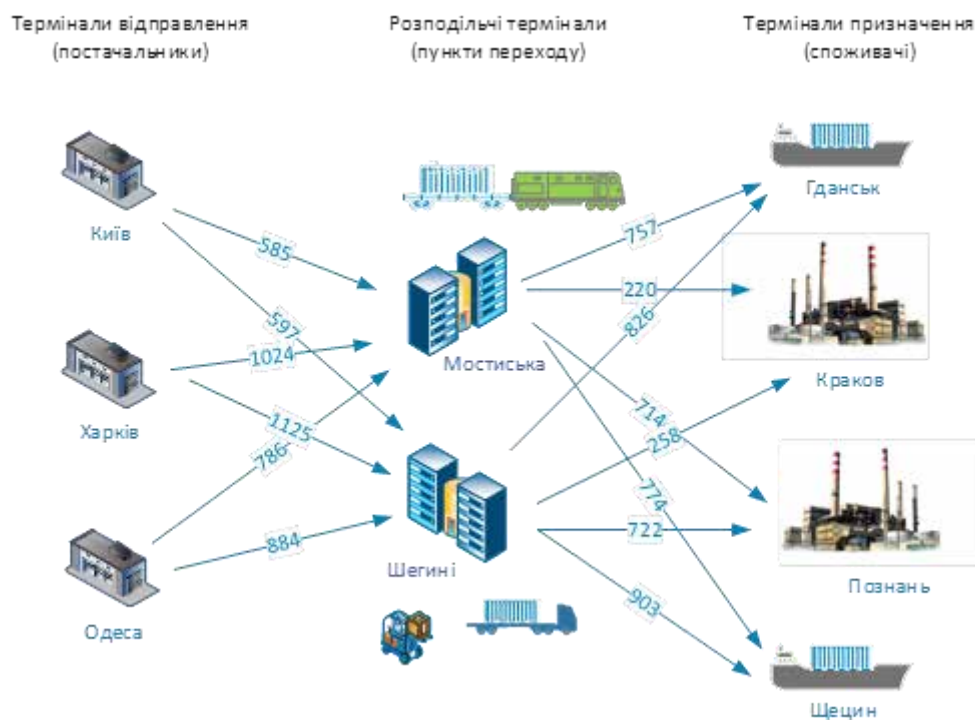 Термінали відправлення
(постачальники)
Розподільчі термінали
(пункти переходу)
Термінали призначення
(споживачі)
Київ
Харків
Одеса
Мостиська
Шегині
Гданськ
Краков
Познань
Щецин
585
597
1024
1125
786
884
757
220
826
714
258
774
722
903